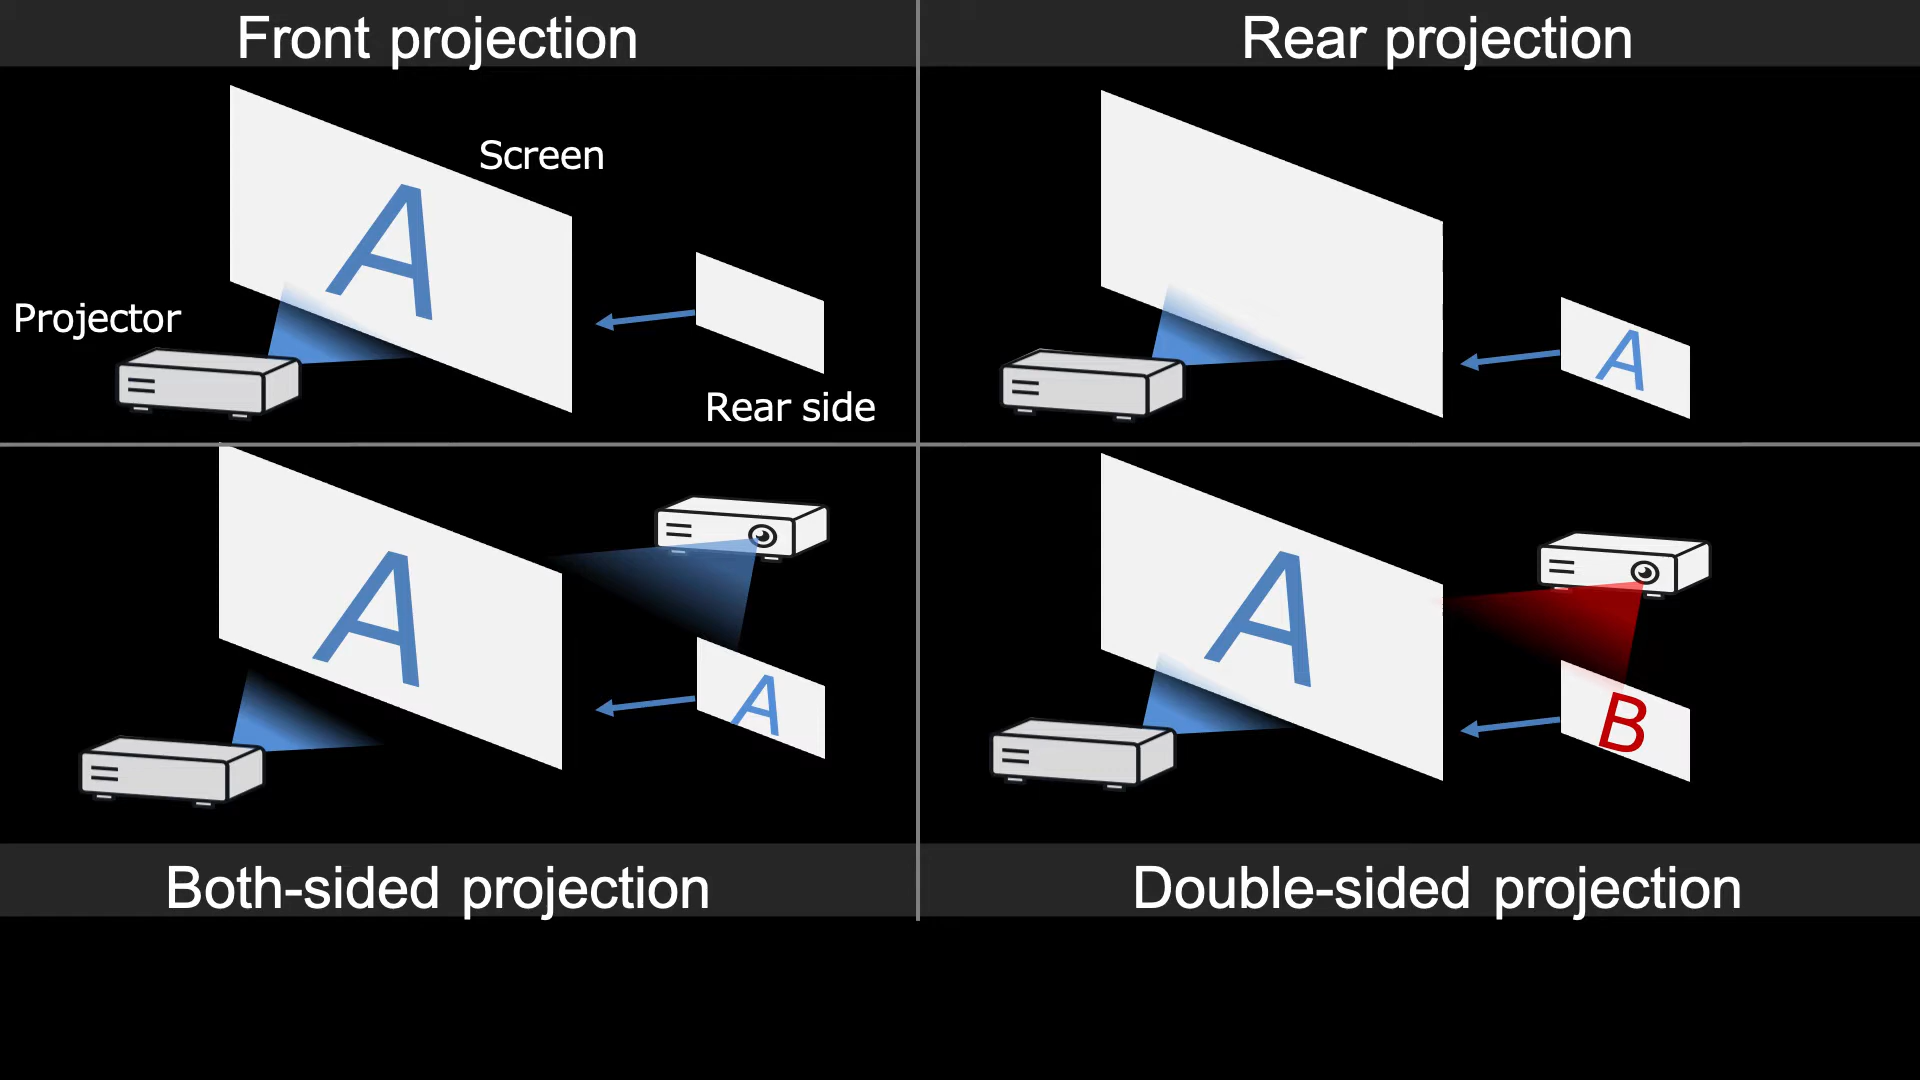 Front projection
Rear projection
Screen
A
Projector
Rear side
A
A
A
A
B
Both-sided projection
Double-sided projection